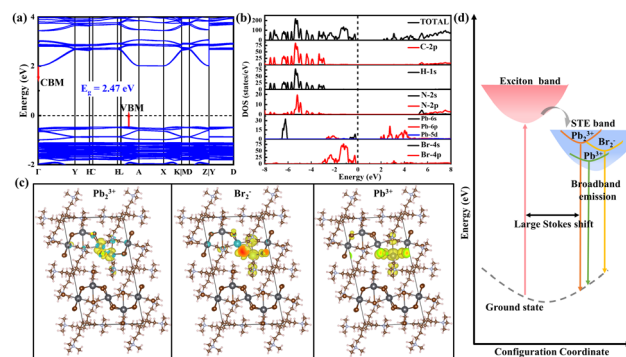 (a)
Energy (eV)
4
2
0
-2
CBM
E_g = 2.47 eV
VBM
Γ
Y
H|C
E|L
A
X
K|M
D
Z|Y
D
(b)
DOS (states/eV)
TOTAL
C-2p
H-1s
N-2s
N-2p
Pb-6s
Pb-6p
Pb-5d
Br-4s
Br-4p
-8 -6 -4 -2 0 2 4 6 8
Energy (eV)
(c)
Pb₂³⁺
Br₂⁻
Pb³⁺
(d)
Energy (eV)
Exciton band
STE band
Pb₂³⁺
Br₂⁻
Pb³⁺
Broadband
emission
Large Stokes shift
Ground state
Configuration Coordinate